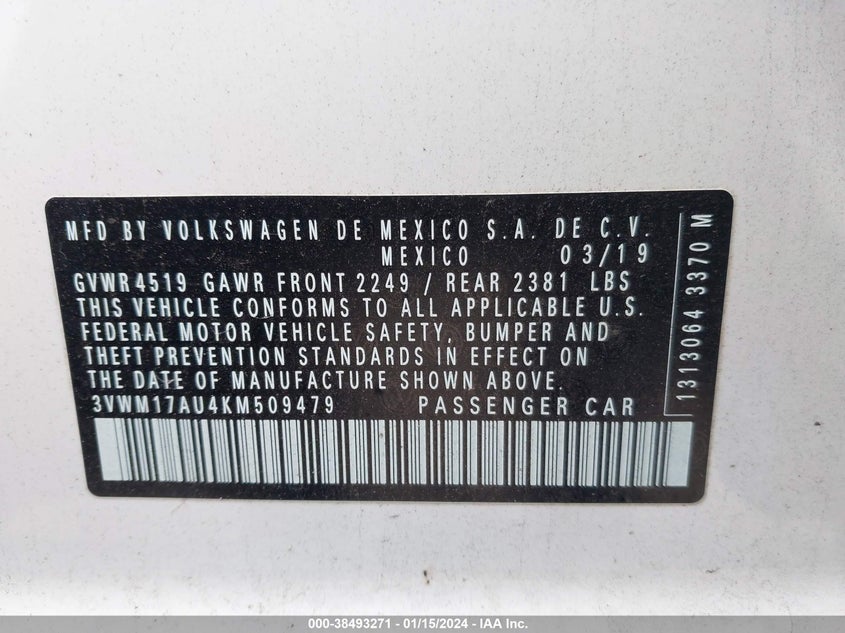 MFD BY VOLKSWAGEN DE MEXICO S.A. DE C.V.
MEXICO 03/19
GVWR 4519 GAWR FRONT 2249 / REAR 2381 LBS
THIS VEHICLE CONFORMS TO ALL APPLICABLE U.S.
FEDERAL MOTOR VEHICLE SAFETY, BUMPER AND
THEFT PREVENTION STANDARDS IN EFFECT ON
THE DATE OF MANUFACTURE SHOWN ABOVE.
3VWM17AU4KM509479 PASSENGER CAR
1313064 3370 M
000-38493271 - 01/15/2024 - IAA Inc.